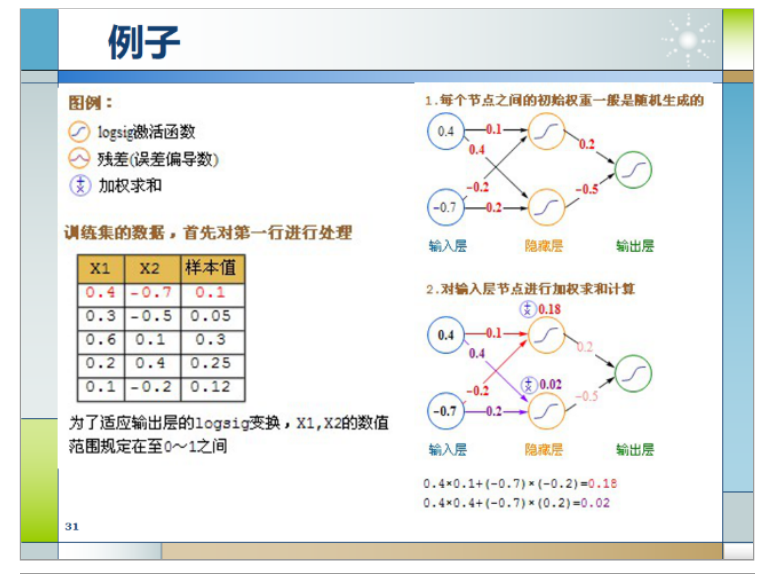 例子
图例：
logsig激活函数
残差(误差偏导数)
加权求和
训练集的数据，首先对第一行进行处理
X1 X2 样本值
0.4 -0.7 0.1
0.3 -0.5 0.05
0.6 0.1 0.3
0.2 0.4 0.25
0.1 -0.2 0.12
为了适应输出层的logsig变换，X1,X2的数值
范围规定在至0～1之间
31
1.每个节点之间的初始权重一般是随机生成的
0.4 0.1
0.4 0.2
-0.2 -0.5
-0.7 0.2
输入层 隐藏层 输出层
2.对输入层节点进行加权求和计算
0.18
0.4 0.1
0.4 0.2
-0.2 0.02 -0.5
-0.7 0.2
输入层 隐藏层 输出层
0.4×0.1+(-0.7)×(-0.2)=0.18
0.4×0.4+(-0.7)×(0.2)=0.02